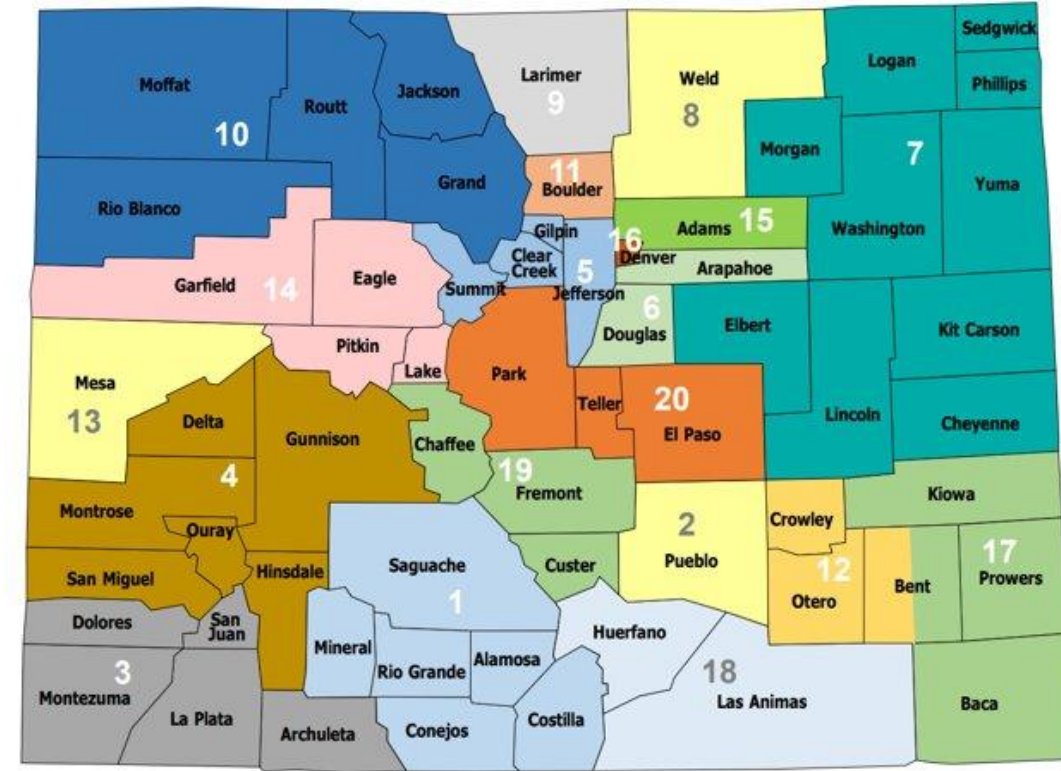 Sedgwick
Logan
Larimer
Weld
Moffat
Jackson
Phillips
Routt
9
8
10
Morgan
7
11
Grand
Boulder
Yuma
Rio Blanco
15
Gilpin
Adams
Washington
16
Clear
Creek
Denver
5
Arapahoe
Eagle
Garfield
14
Summit
Jefferson
6
Elbert
Kit Carson
Douglas
Pitkin
Lake
Park
Mesa
20
Teller
13
Delta
Lincoln
Cheyenne
El Paso
Gunnison
Chaffee
19
4
Fremont
Kiowa
Montrose
2
Crowley
Ouray
Pueblo
17
San Miguel
Hinsdale
Saguache
Custer
12
Bent
Prowers
Otero
1
Dolores
San
Juan
Huerfano
Mineral
Alamosa
Rio Grande
3
18
Montezuma
Las Animas
Baca
La Plata
Costilla
Archuleta
Conejos